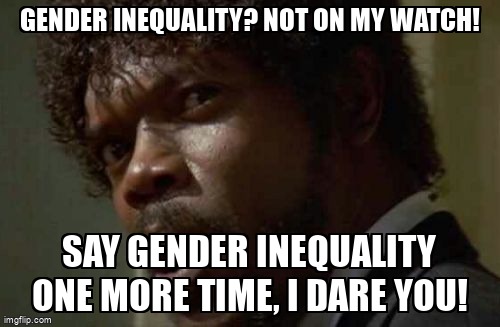 GENDER INEQUALITY? NOT ON MY WATCH!
SAY GENDER INEQUALITY
ONE MORE TIME, I DARE YOU!
imgflip.com